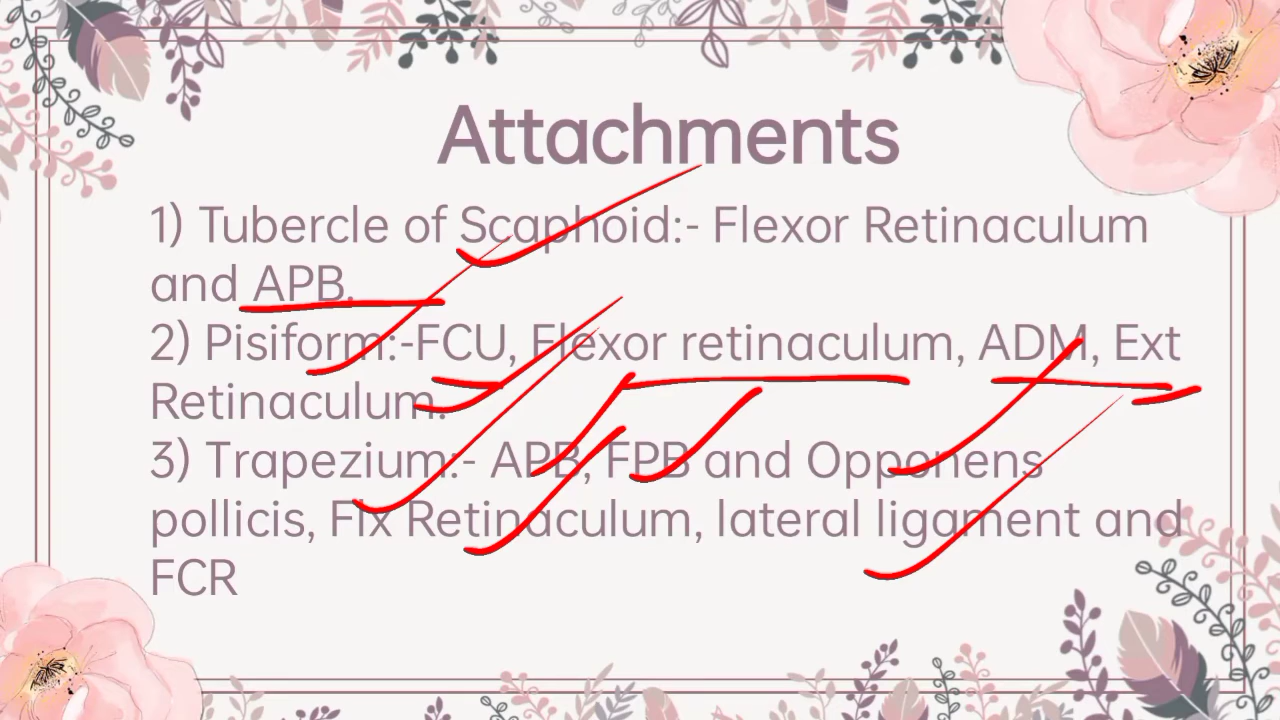 Attachments
1) Tubercle of Scaphoid:- Flexor Retinaculum
and APB.
2) Pisiform:-FCU, Flexor retinaculum, ADM, Ext
Retinaculum.
3) Trapezium:- APB, FPB and Opponens
pollicis, Flx Retinaculum, lateral ligament and
FCR